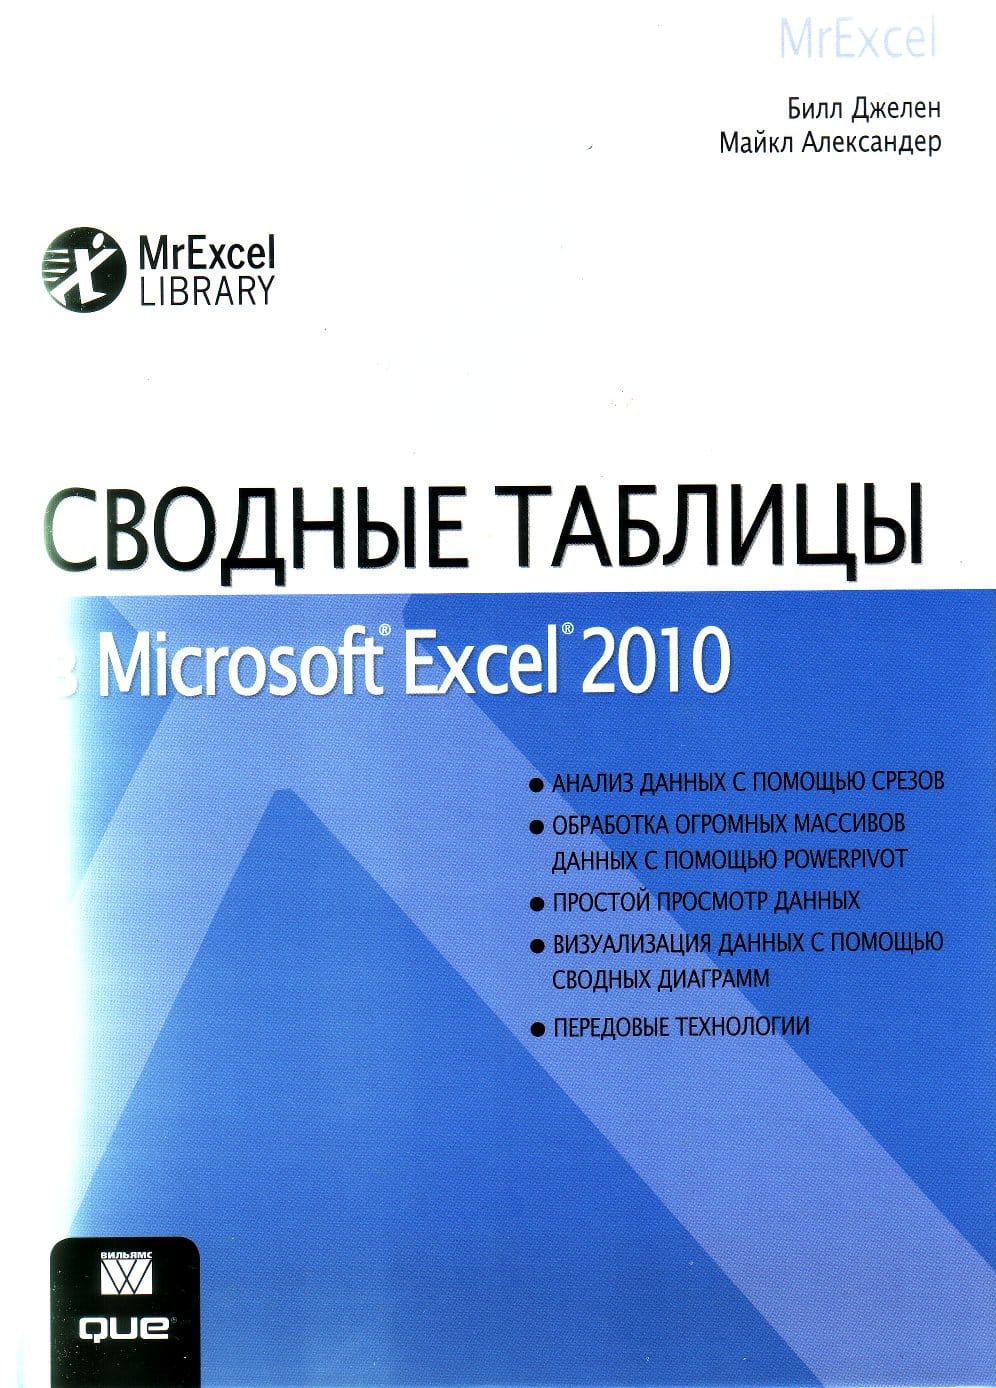 MrExcel
Билл Джелен
Майкл Александер
MrExcel
LIBRARY
СВОДНЫЕ ТАБЛИЦЫ
в Microsoft® Excel® 2010
● АНАЛИЗ ДАННЫХ С ПОМОЩЬЮ СРЕЗОВ
● ОБРАБОТКА ОГРОМНЫХ МАССИВОВ
ДАННЫХ С ПОМОЩЬЮ POWERPIVOT
● ПРОСТОЙ ПРОСМОТР ДАННЫХ
● ВИЗУАЛИЗАЦИЯ ДАННЫХ С ПОМОЩЬЮ
СВОДНЫХ ДИАГРАММ
● ПЕРЕДОВЫЕ ТЕХНОЛОГИИ
ВИЛЬЯМС
W
que®